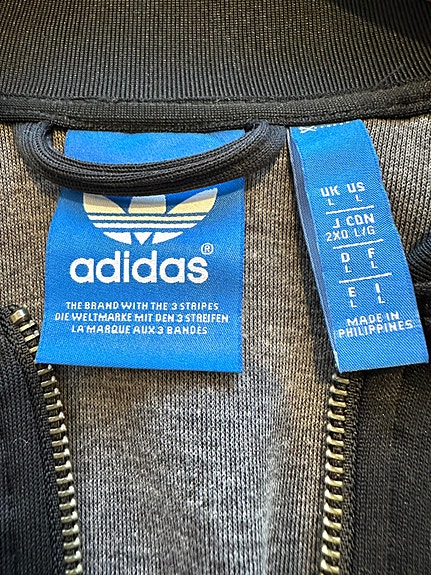 adidas®
THE BRAND WITH THE 3 STRIPES
DIE WELTMARKE MIT DEN 3 STREIFEN
LA MARQUE AUX 3 BANDES
UK US
L L
J CDN
2XO L/G
D F
L L
E I
L L
MADE IN
PHILIPPINES